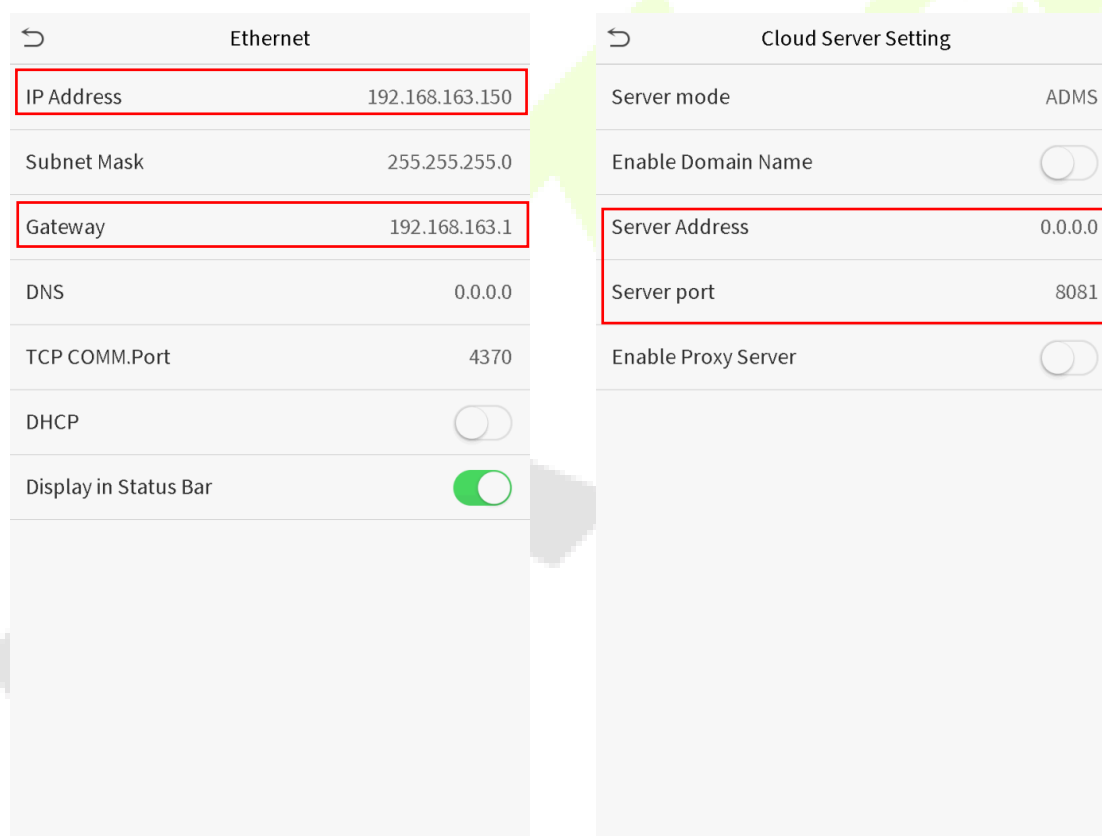 Ethernet
IP Address 192.168.163.150
Subnet Mask 255.255.255.0
Gateway 192.168.163.1
DNS 0.0.0.0
TCP COMM.Port 4370
DHCP
Display in Status Bar
Cloud Server Setting
Server mode ADMS
Enable Domain Name
Server Address 0.0.0.0
Server port 8081
Enable Proxy Server